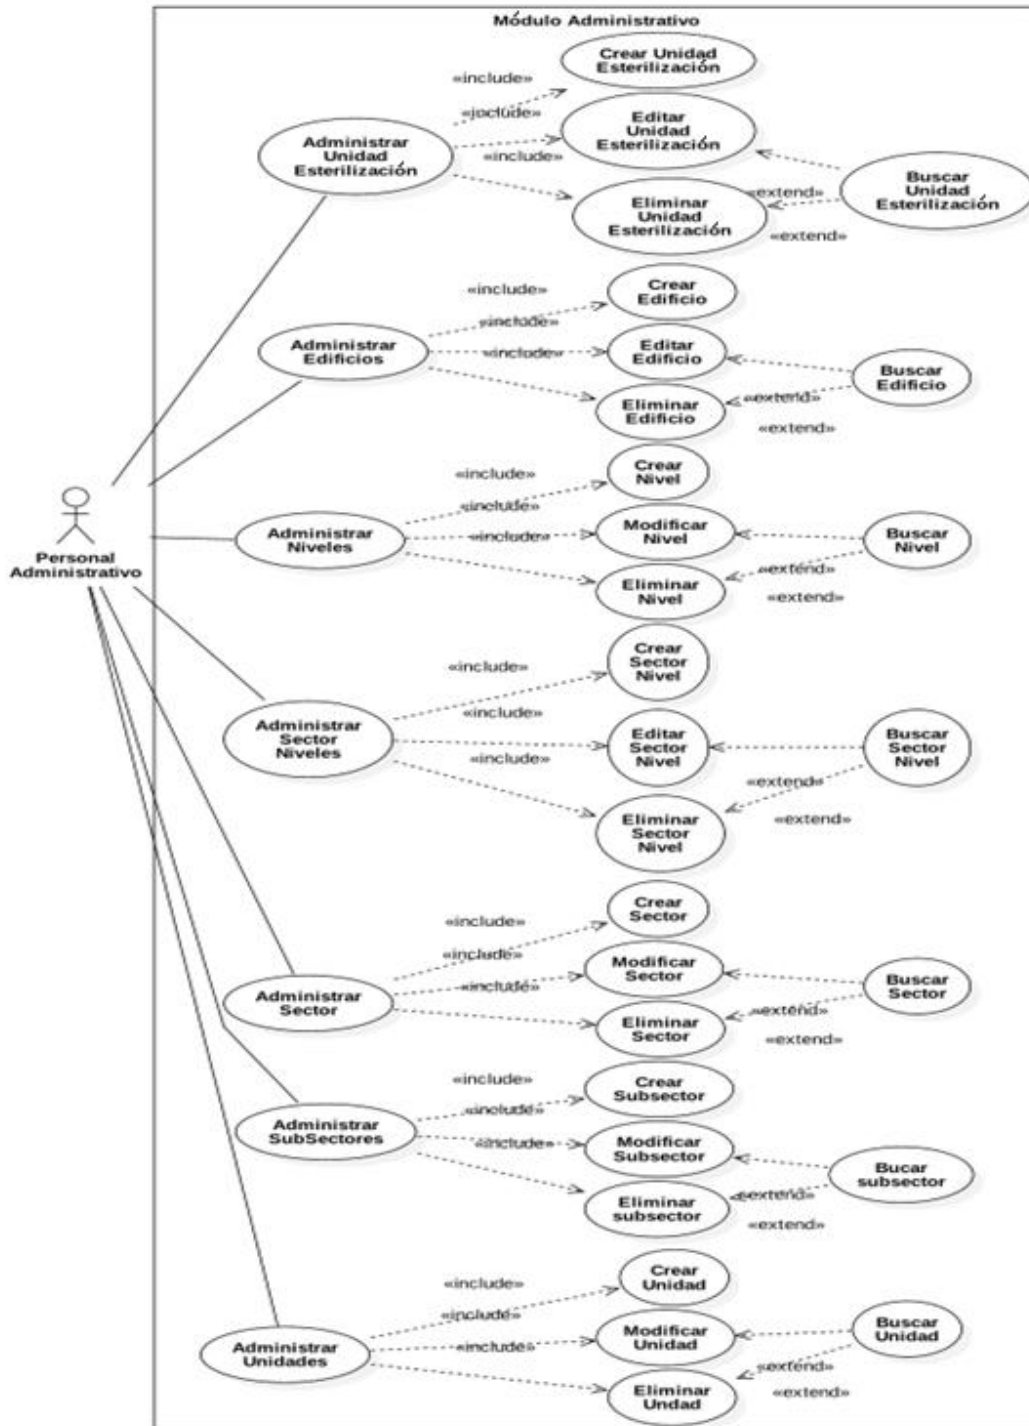 Módulo Administrativo
Crear Unidad
Esterilización
«include»
«include»
Administrar
Unidad
Esterilización
Editar
Unidad
Esterilización
«include»
Buscar
Unidad
Esterilización
«extend»
Eliminar
Unidad
Esterilización
«extend»
Crear
Edificio
«include»
«include»
Administrar
Edificios
«include»
Editar
Edificio
Buscar
Edificio
Eliminar
Edificio
«extend»
«extend»
Crear
Nivel
«include»
«include»
Administrar
Niveles
«include»
Modificar
Nivel
Buscar
Nivel
Personal
Administrativo
Eliminar
Nivel
«extend»
«extend»
Crear
Sector
Nivel
«include»
«include»
Administrar
Sector
Niveles
«include»
Editar
Sector
Nivel
Buscar
Sector
Nivel
«extend»
Eliminar
Sector
Nivel
«extend»
Crear
Sector
«include»
«include»
Administrar
Sector
«include»
Modificar
Sector
Buscar
Sector
Eliminar
Sector
«extend»
«extend»
Crear
Subsector
«include»
«include»
Administrar
SubSectores
«include»
Modificar
Subsector
Bucar
subsector
Eliminar
subsector
«extend»
«extend»
Crear
Unidad
«include»
«include»
Administrar
Unidades
«include»
Modificar
Unidad
Buscar
Unidad
«extend»
Eliminar
Undad
«extend»